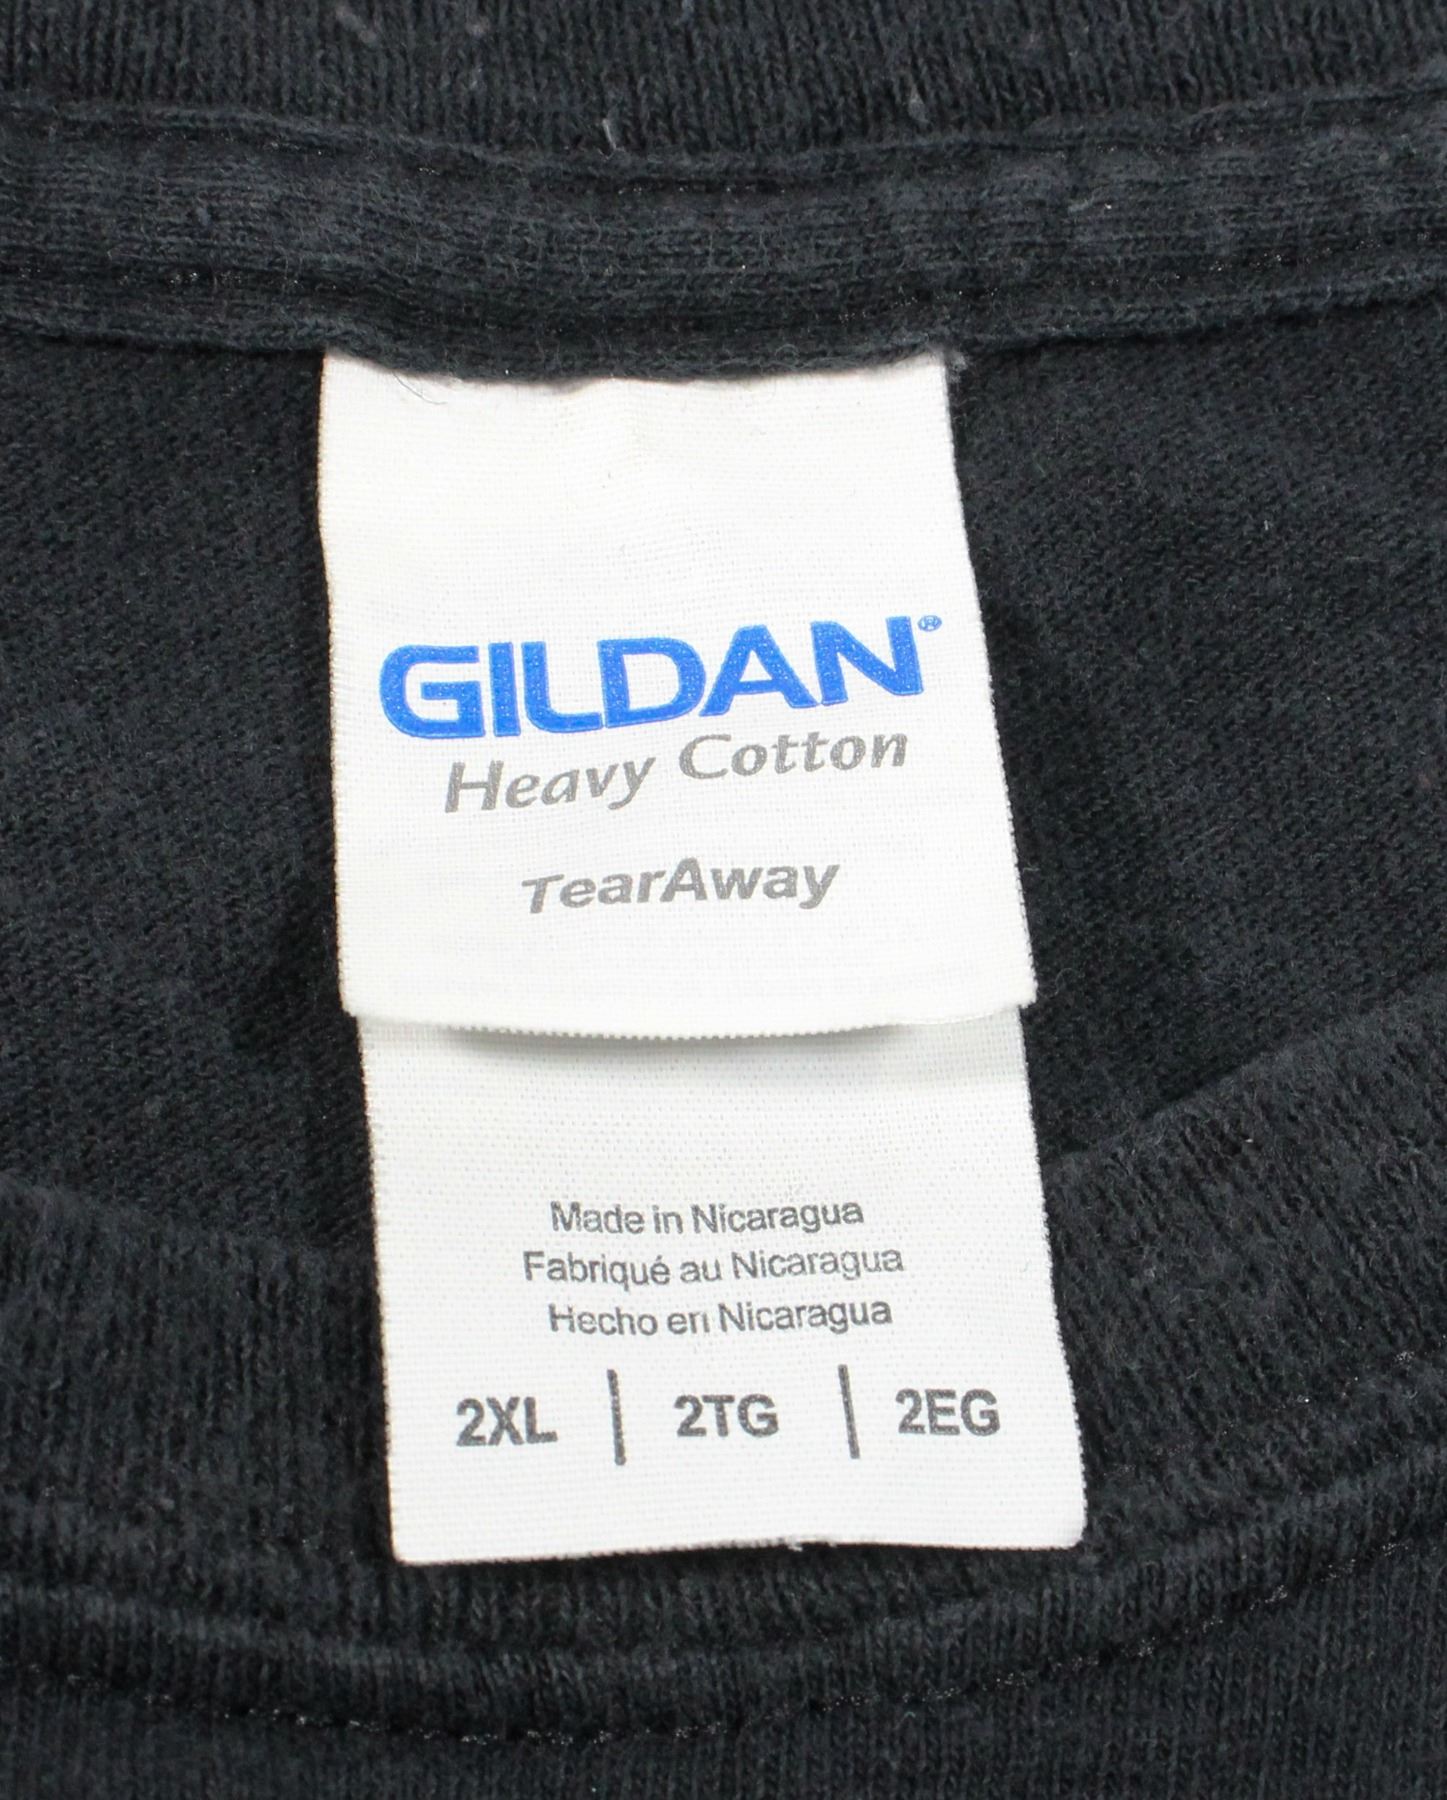 GILDAN®
Heavy Cotton
TearAway
Made in Nicaragua
Fabriqué au Nicaragua
Hecho en Nicaragua
2XL | 2TG | 2EG